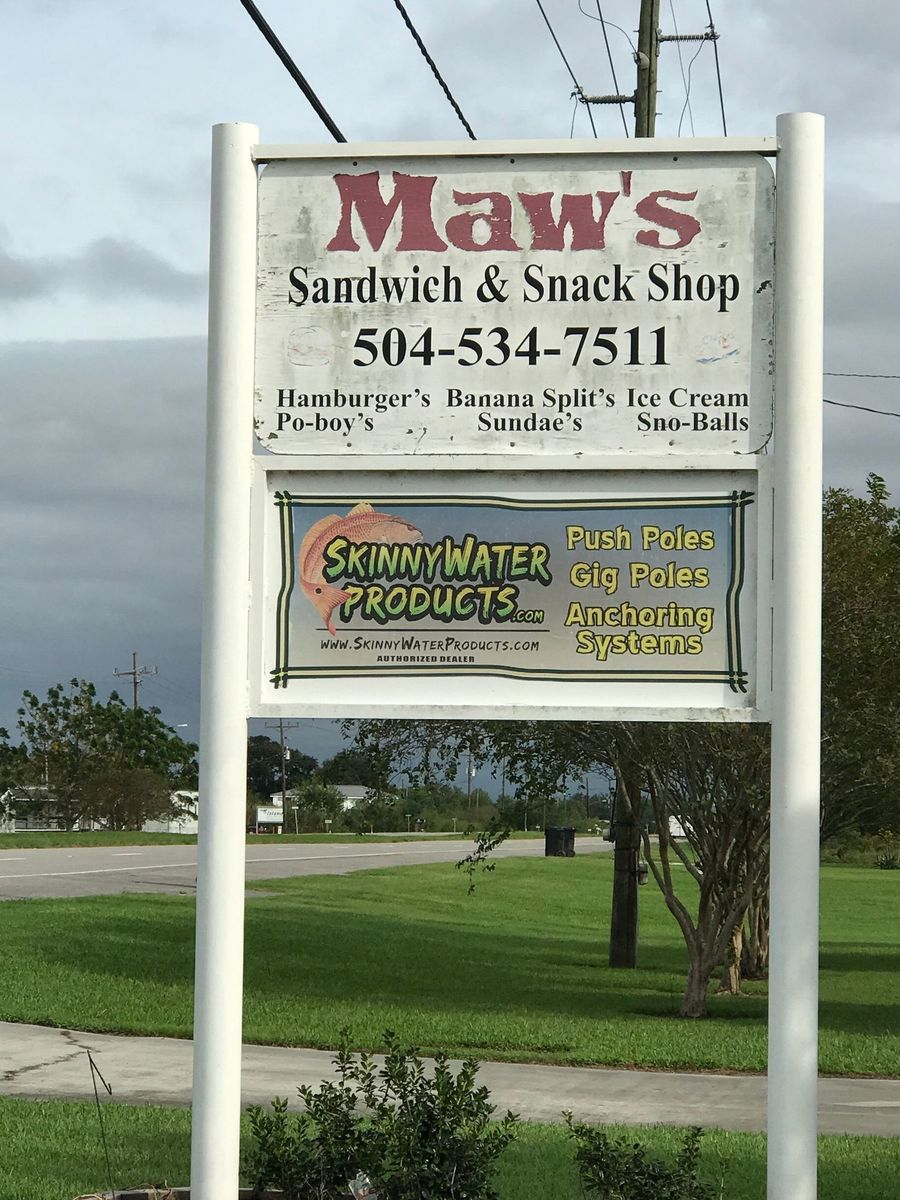 Maw's
Sandwich & Snack Shop
504-534-7511
Hamburger's Banana Split's Ice Cream
Po-boy's Sundae's Sno-Balls
SKINNYWATER
PRODUCTS.COM
WWW.SKINNYWATERPRODUCTS.COM
AUTHORIZED DEALER
Push Poles
Gig Poles
Anchoring
Systems